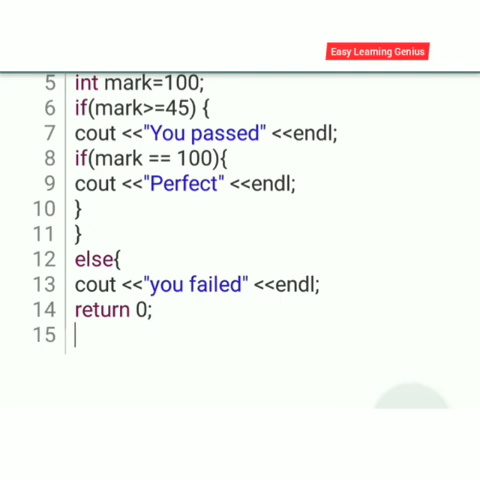 Easy Learning Genius
5 int mark=100;
6 if(mark>=45) {
7 cout <<"You passed" <<endl;
8 if(mark == 100){
9 cout <<"Perfect" <<endl;
10 }
11 }
12 else{
13 cout <<"you failed" <<endl;
14 return 0;
15